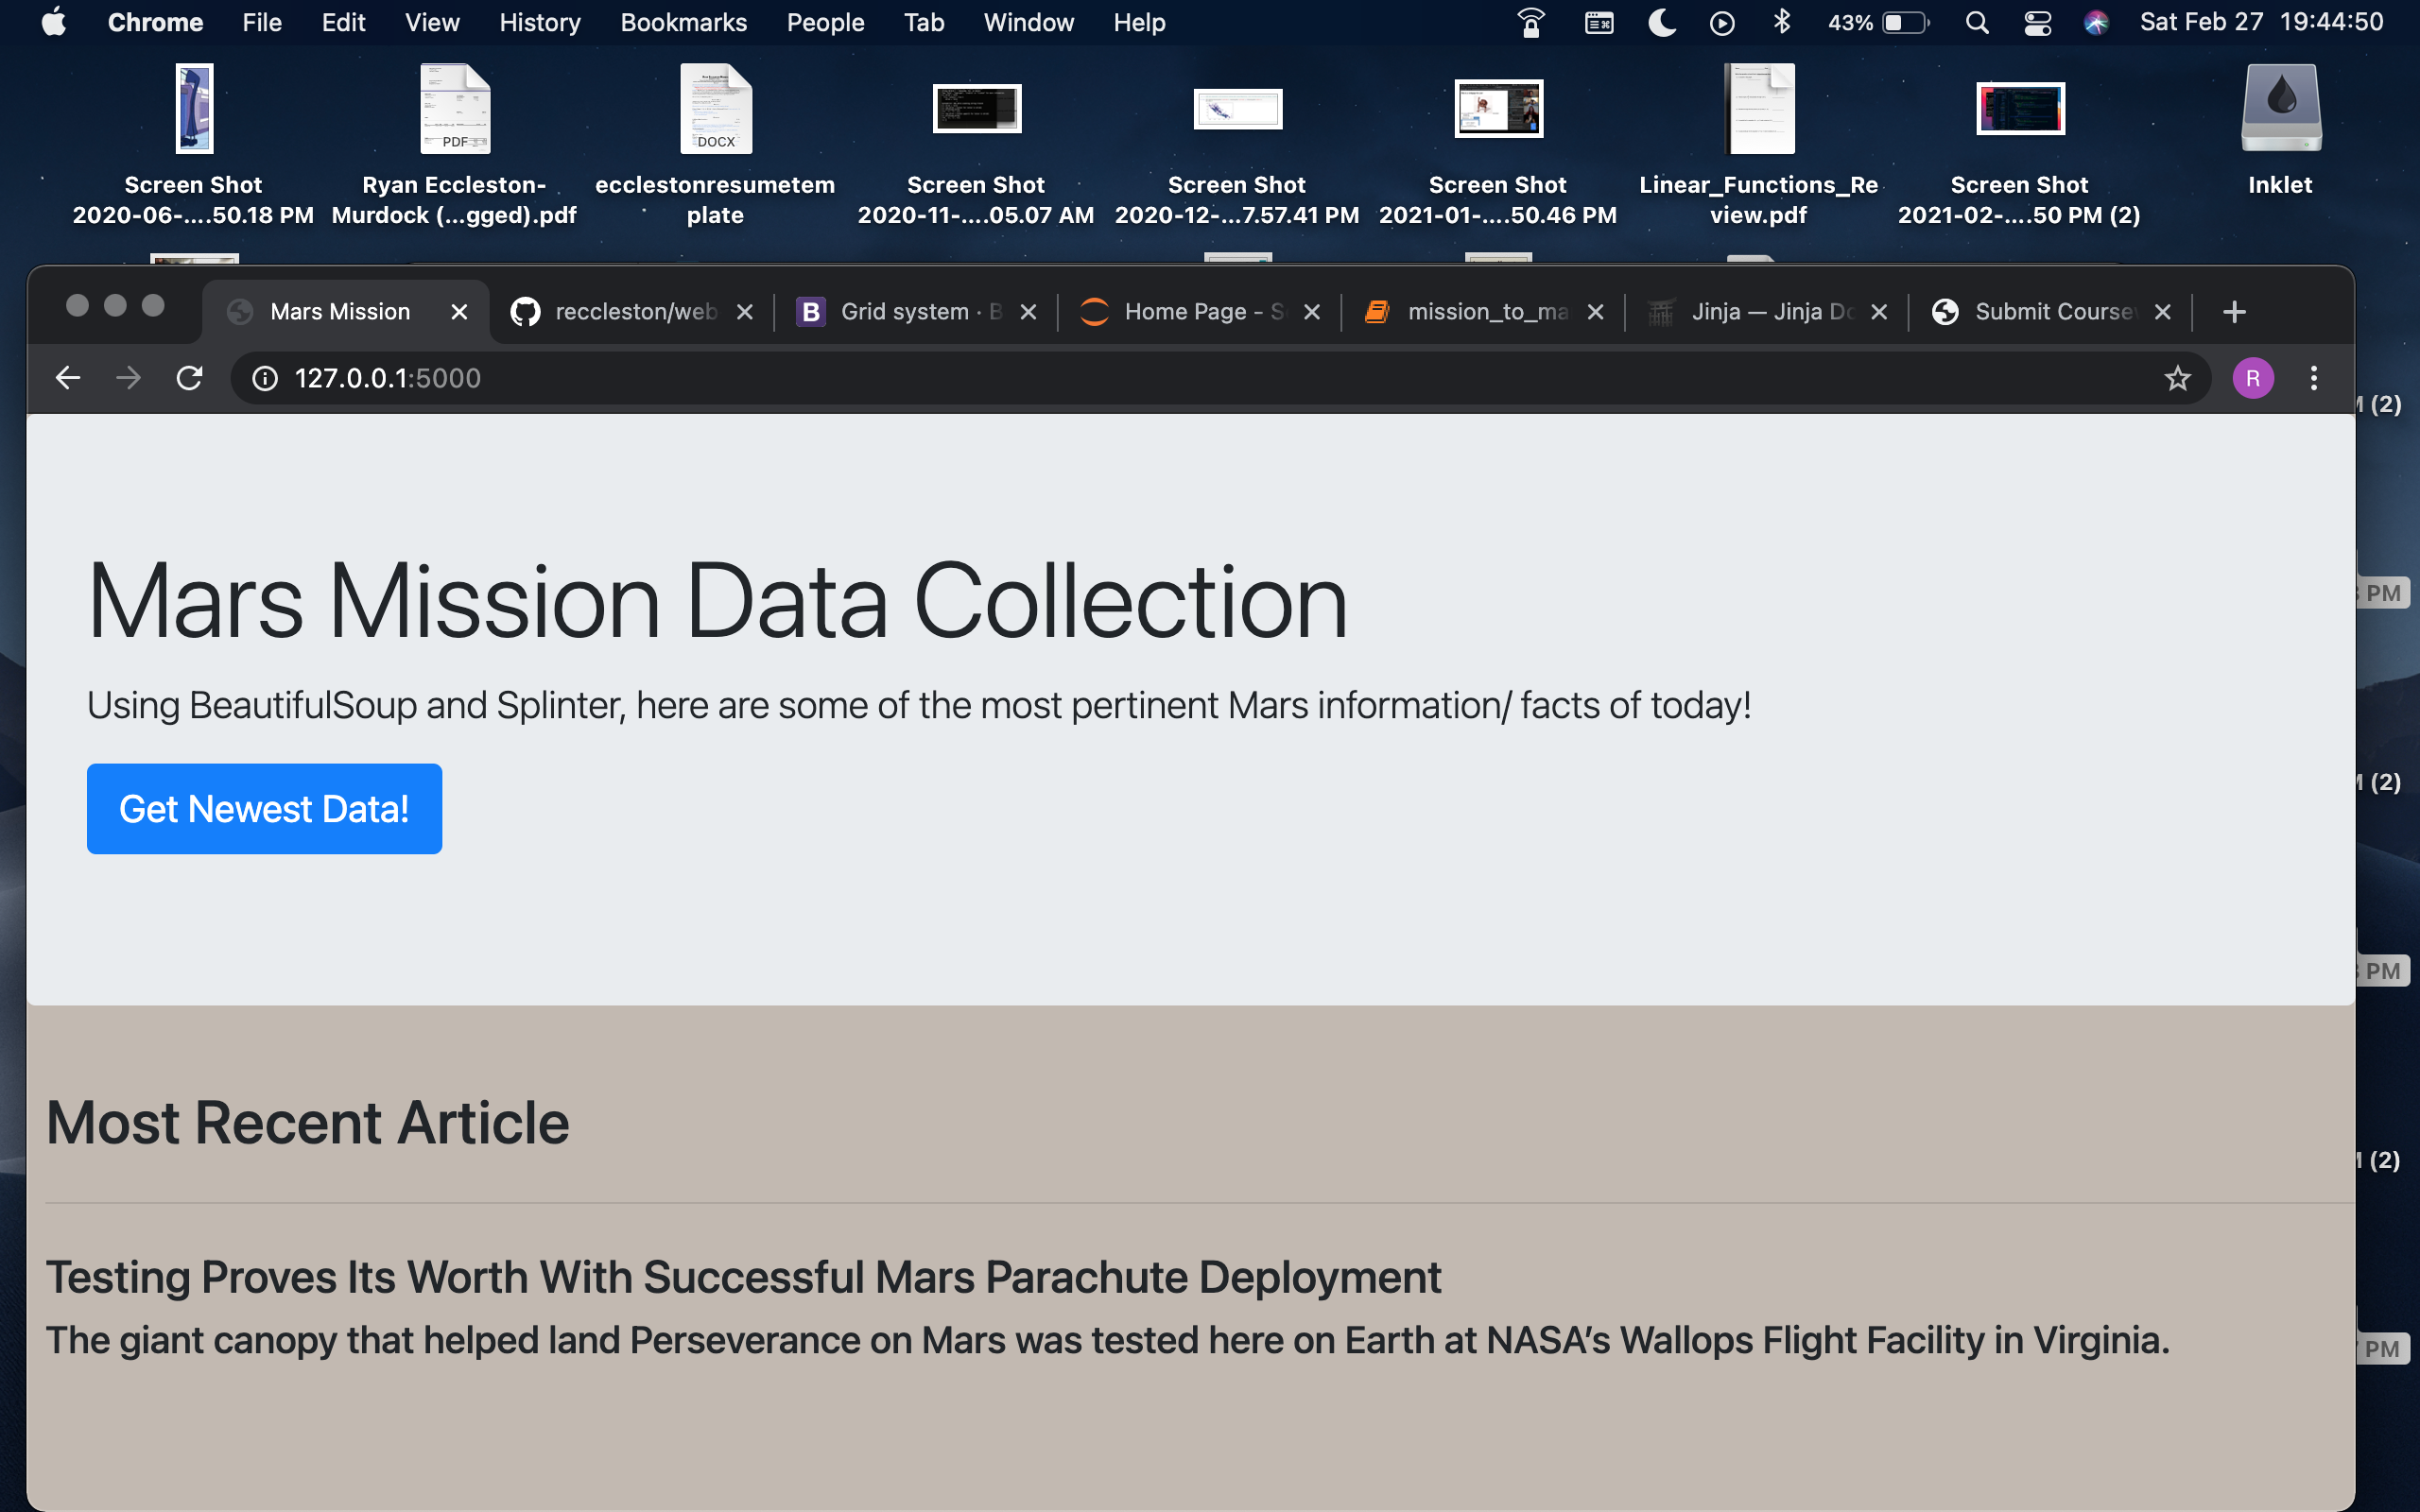 Chrome File Edit View History Bookmarks People Tab Window Help 43% Sat Feb 27 19:44:50
PDF
DOCX
Screen Shot
2020-06-....50.18 PM
Ryan Eccleston-
Murdock (...gged).pdf
ecclestonresumetem
plate
Screen Shot
2020-11-....05.07 AM
Screen Shot
2020-12-...7.57.41 PM
Screen Shot
2021-01-....50.46 PM
Linear_Functions_Re
view.pdf
Screen Shot
2021-02-....50 PM (2)
Inklet
Mars Mission
reccleston/web
B Grid system · B
Home Page - S
mission_to_ma
Jinja — Jinja Do
Submit Course
127.0.0.1:5000
R
(2)
PM
(2)
PM
(2)
PM
Mars Mission Data Collection
Using BeautifulSoup and Splinter, here are some of the most pertinent Mars information/ facts of today!
Get Newest Data!
Most Recent Article
Testing Proves Its Worth With Successful Mars Parachute Deployment
The giant canopy that helped land Perseverance on Mars was tested here on Earth at NASA’s Wallops Flight Facility in Virginia.